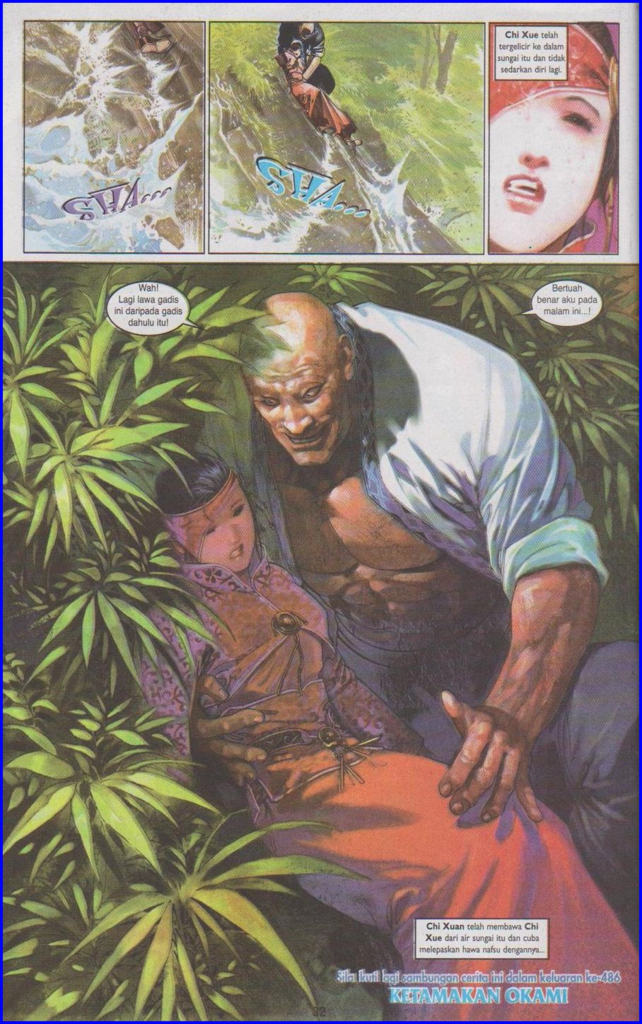 Chi Xue telah
tergelicir ke dalam
sungai itu dan tidak
sedarkan diri lagi.
SHA...
SHA...
Wah!
Lagi lawa gadis
ini daripada gadis
dahulu itu!
Bertuah
benar aku pada
malam ini...!
Chi Xuan telah membawa Chi
Xue dari air sungai itu dan cuba
melepaskan hawa nafsu dengannya...
Sila ikuti lagi sambungan cerita ini dalam keluaran ke-486
KETAMAKAN OKAMI
32